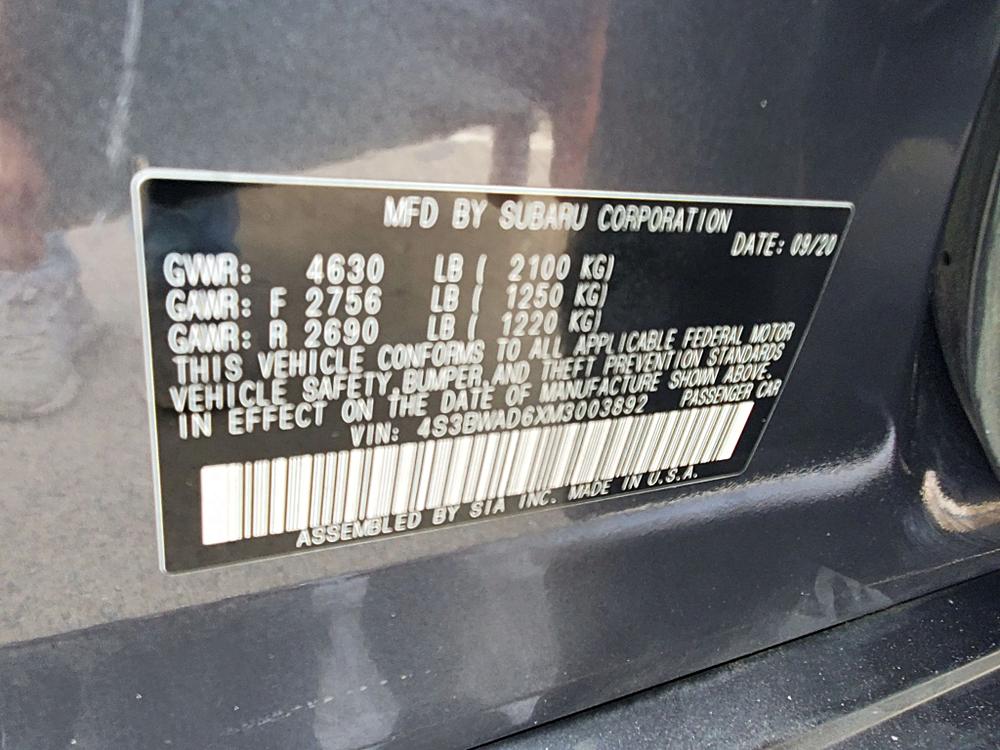 MFD BY SUBARU CORPORATION
DATE: 09/20
GVWR: 4630 LB ( 2100 KG)
GAWR: F 2756 LB ( 1250 KG)
GAWR: R 2690 LB ( 1220 KG)
THIS VEHICLE CONFORMS TO ALL APPLICABLE FEDERAL MOTOR
VEHICLE SAFETY, BUMPER, AND THEFT PREVENTION STANDARDS
IN EFFECT ON THE DATE OF MANUFACTURE SHOWN ABOVE.
VIN: 4S3BWAD6XM3003892 PASSENGER CAR
ASSEMBLED BY SIA INC. MADE IN U.S.A.